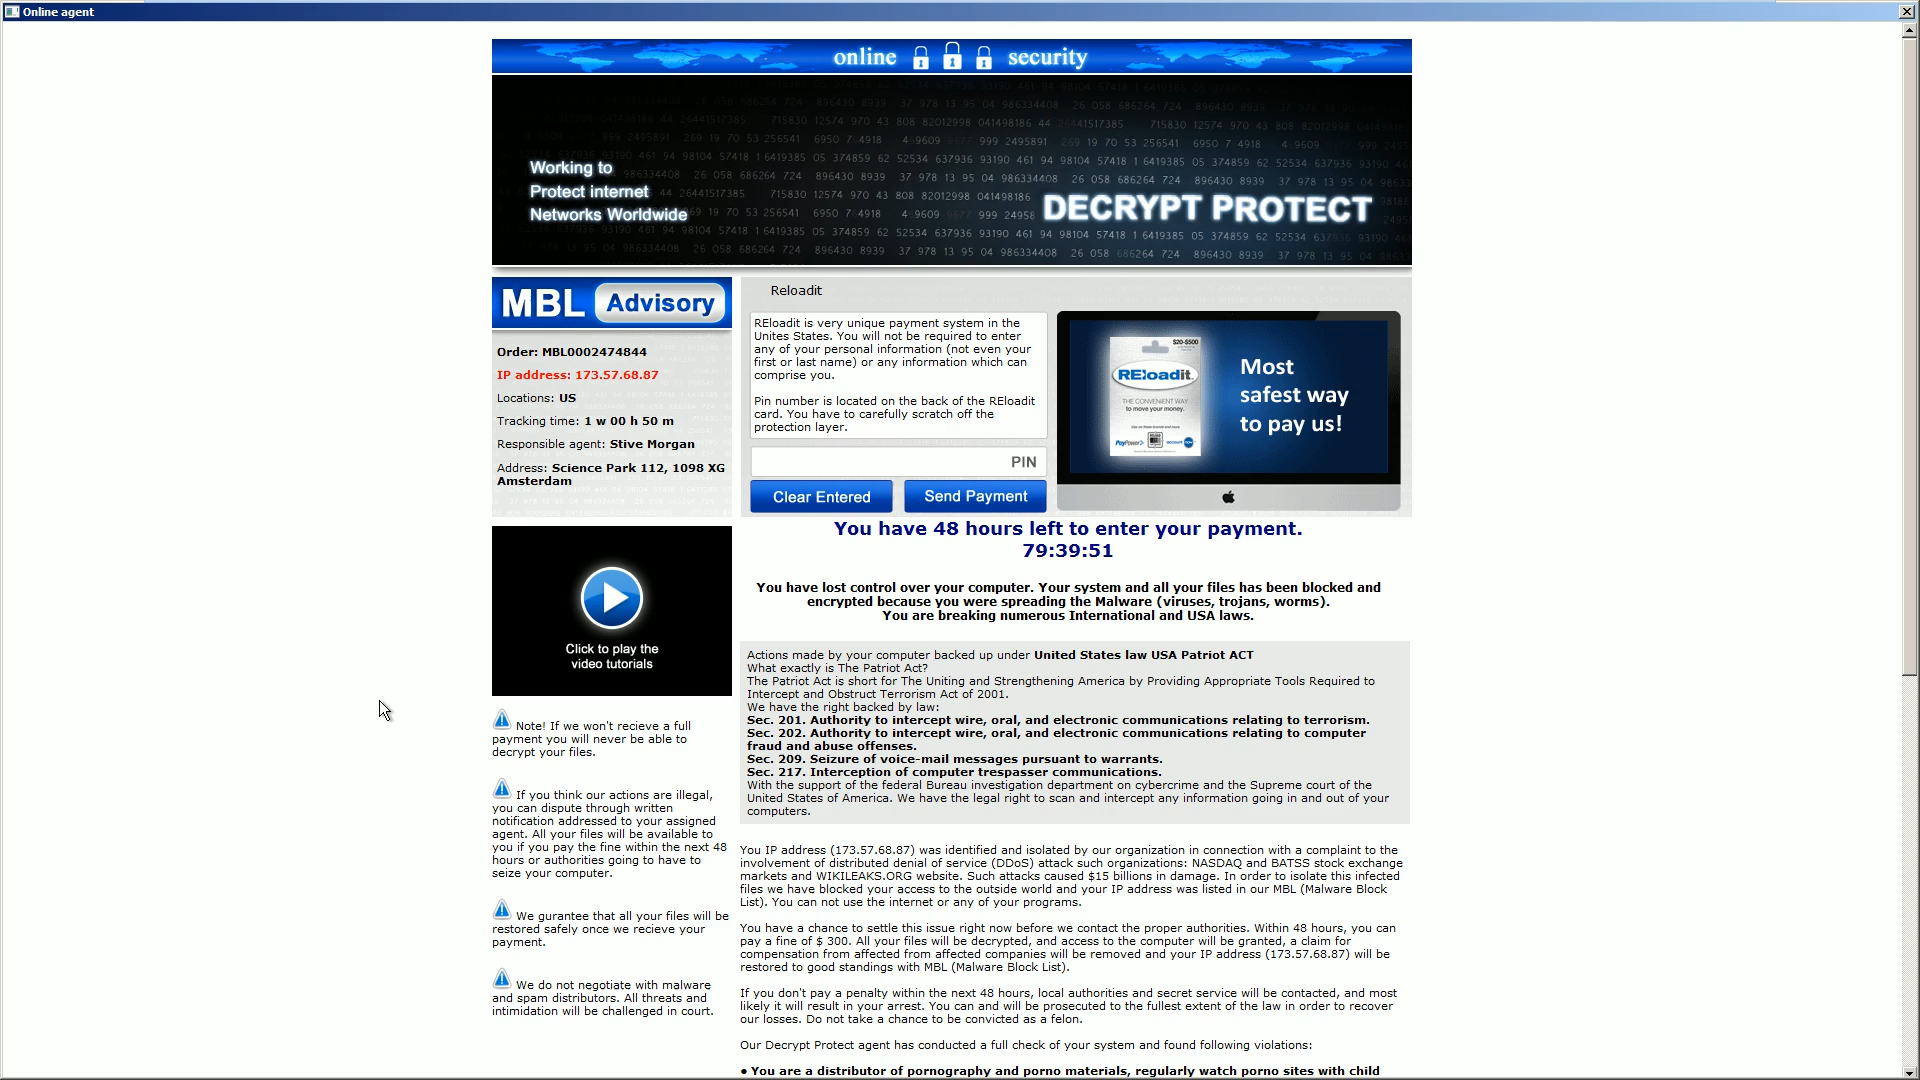 Online agent
online security
Working to
Protect internet
Networks Worldwide
DECRYPT PROTECT
MBL Advisory
Order: MBL0002474844
IP address: 173.57.68.87
Locations: US
Tracking time: 1 w 00 h 50 m
Responsible agent: Stive Morgan
Address: Science Park 112, 1098 XG
Amsterdam
Reloadit
REloadit is very unique payment system in the
Unites States. You will not be required to enter
any of your personal information (not even your
first or last name) or any information which can
comprise you.
Pin number is located on the back of the REloadit
card. You have to carefully scratch off the
protection layer.
PIN
Clear Entered
Send Payment
$20-$500
REloadit.
THE CONVENIENT WAY
to move your money.
Most
safest way
to pay us!
You have 48 hours left to enter your payment.
79:39:51
You have lost control over your computer. Your system and all your files has been blocked and
encrypted because you were spreading the Malware (viruses, trojans, worms).
You are breaking numerous International and USA laws.
Actions made by your computer backed up under United States law USA Patriot ACT
What exactly is The Patriot Act?
The Patriot Act is short for The Uniting and Strengthening America by Providing Appropriate Tools Required to
Intercept and Obstruct Terrorism Act of 2001.
We have the right backed by law:
Sec. 201. Authority to intercept wire, oral, and electronic communications relating to terrorism.
Sec. 202. Authority to intercept wire, oral, and electronic communications relating to computer
fraud and abuse offenses.
Sec. 209. Seizure of voice-mail messages pursuant to warrants.
Sec. 217. Interception of computer trespasser communications.
With the support of the federal Bureau investigation department on cybercrime and the Supreme court of the
United States of America. We have the legal right to scan and intercept any information going in and out of your
computers.
You IP address (173.57.68.87) was identified and isolated by our organization in connection with a complaint to the
involvement of distributed denial of service (DDoS) attack such organizations: NASDAQ and BATSS stock exchange
markets and WIKILEAKS.ORG website. Such attacks caused $15 billions in damage. In order to isolate this infected
files we have blocked your access to the outside world and your IP address was listed in our MBL (Malware Block
List). You can not use the internet or any of your programs.
You have a chance to settle this issue right now before we contact the proper authorities. Within 48 hours, you can
pay a fine of $ 300. All your files will be decrypted, and access to the computer will be granted, a claim for
compensation from affected from affected companies will be removed and your IP address (173.57.68.87) will be
restored to good standings with MBL (Malware Block List).
If you don't pay a penalty within the next 48 hours, local authorities and secret service will be contacted, and most
likely it will result in your arrest. You can and will be prosecuted to the fullest extent of the law in order to recover
our losses. Do not take a chance to be convicted as a felon.
Our Decrypt Protect agent has conducted a full check of your system and found following violations:
● You are a distributor of pornography and porno materials, regularly watch porno sites with child
Click to play the
video tutorials
Note! If we won't recieve a full
payment you will never be able to
decrypt your files.
If you think our actions are illegal,
you can dispute through written
notification addressed to your assigned
agent. All your files will be available to
you if you pay the fine within the next 48
hours or authorities going to have to
seize your computer.
We gurantee that all your files will be
restored safely once we recieve your
payment.
We do not negotiate with malware
and spam distributors. All threats and
intimidation will be challenged in court.